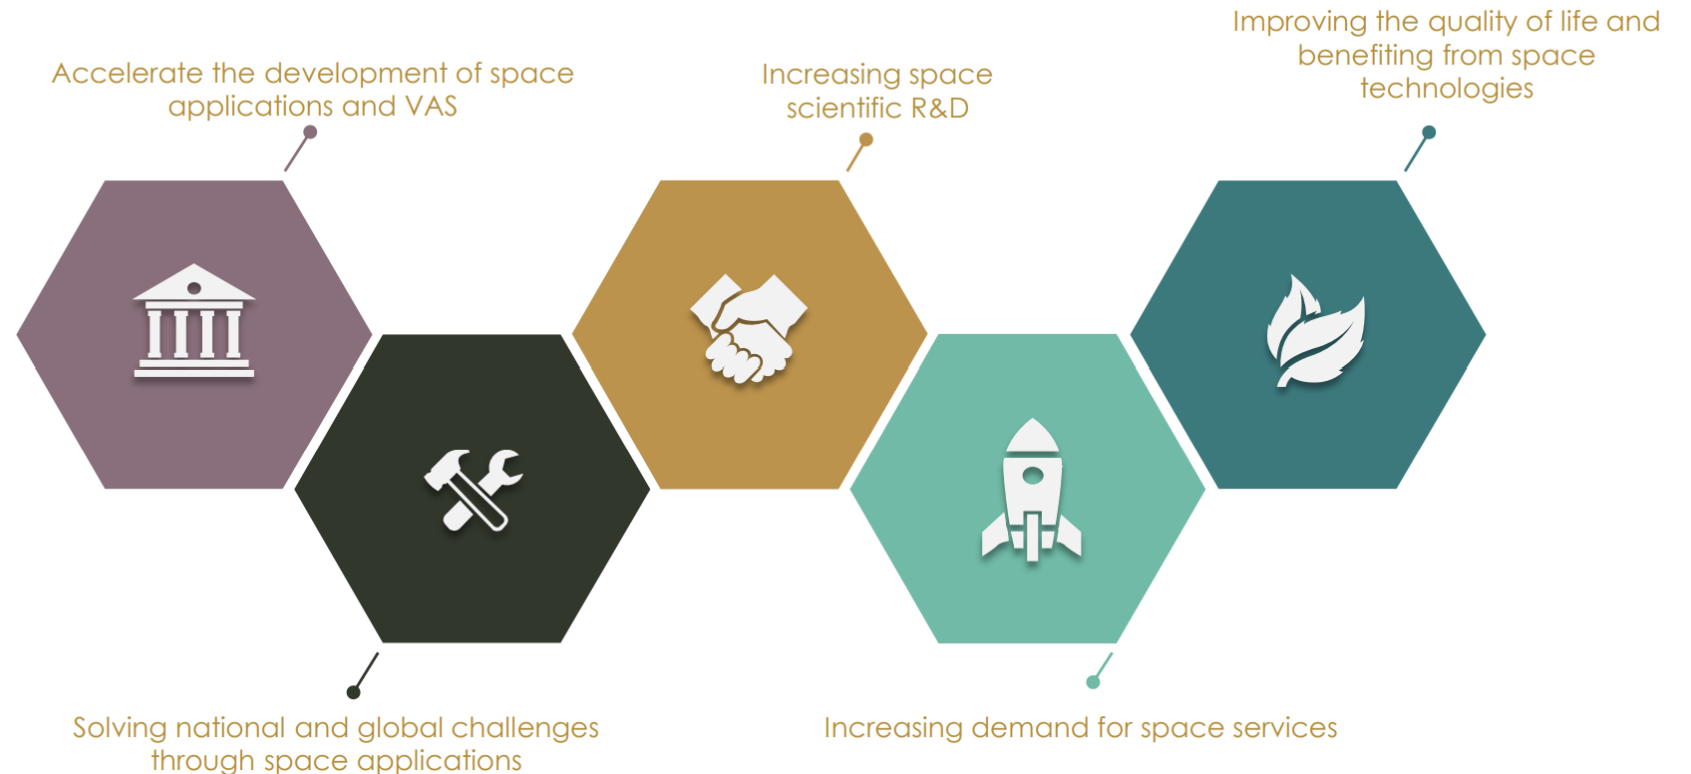 Accelerate the development of space
applications and VAS
Increasing space
scientific R&D
Improving the quality of life and
benefiting from space
technologies
Solving national and global challenges
through space applications
Increasing demand for space services